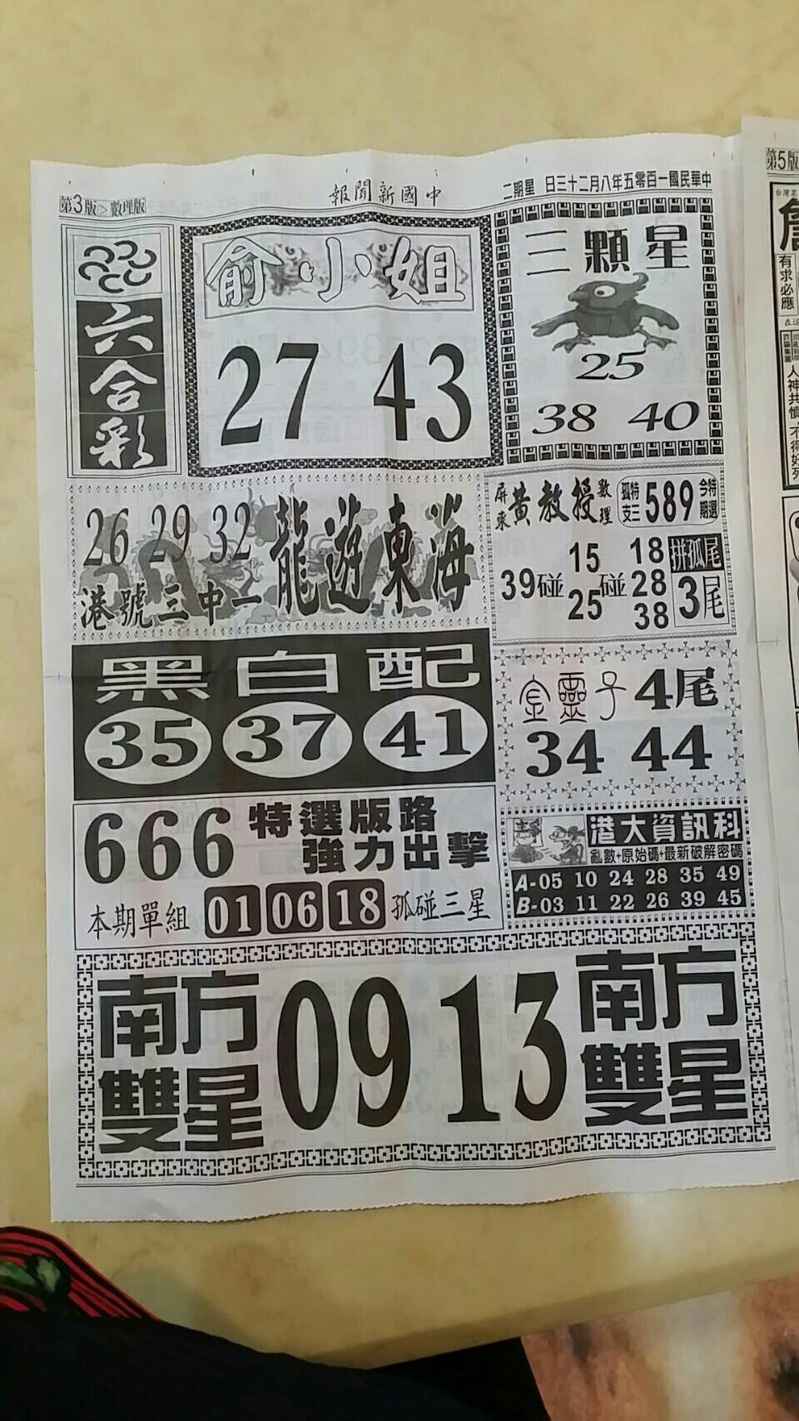 第3版＞數理版
中國新聞報
中華民國一百零五年八月二十三日 星期二
六合彩
俞小姐
27 43
三顆星
25
38 40
26 29 32
港號三中一
龍遊東海
屏東黃教授數理
孤支特三 589 今期特選
39碰
15
25
碰
18
28
38
拼孤尾
3尾
黑白配
35 37 41
金靈子 4尾
34 44
666 特選版路
強力出擊
本期單組 01 06 18 孤碰三星
港大資訊科
亂數+原始碼+最新破解密碼
A-05 10 24 28 35 49
B-03 11 22 26 39 45
南方
雙星
09 13
南方
雙星
第5版
有求必應
人神共憤 不得好死